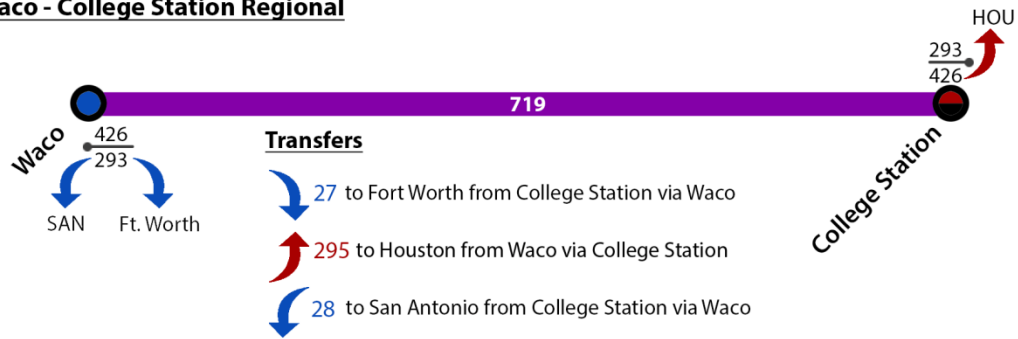 aco - College Station Regional
HOU
293
426
719
Waco
426
293
SAN
Ft. Worth
College Station
Transfers
27 to Fort Worth from College Station via Waco
295 to Houston from Waco via College Station
28 to San Antonio from College Station via Waco